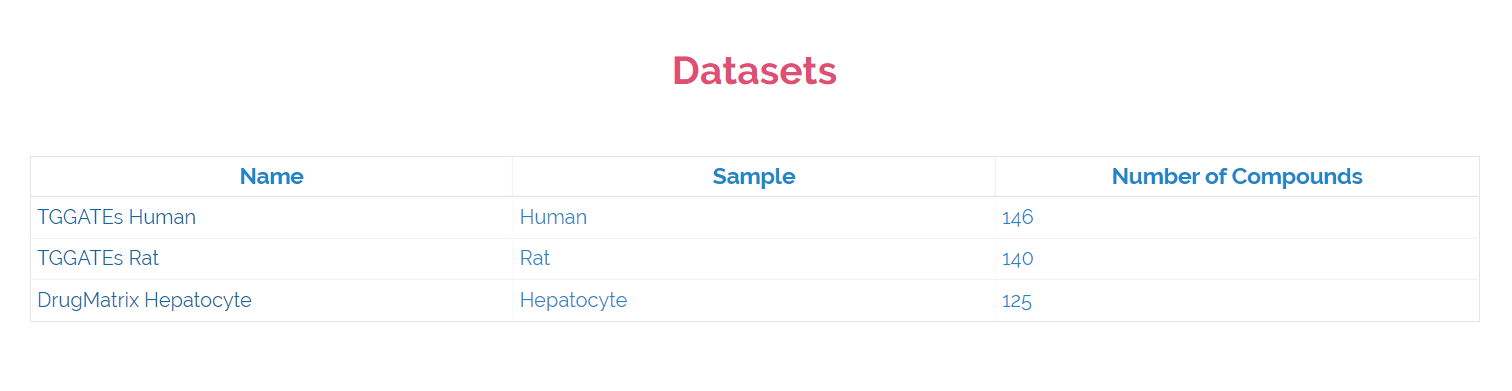 Datasets
Name Sample Number of Compounds
TGGATEs Human Human 146
TGGATEs Rat Rat 140
DrugMatrix Hepatocyte Hepatocyte 125